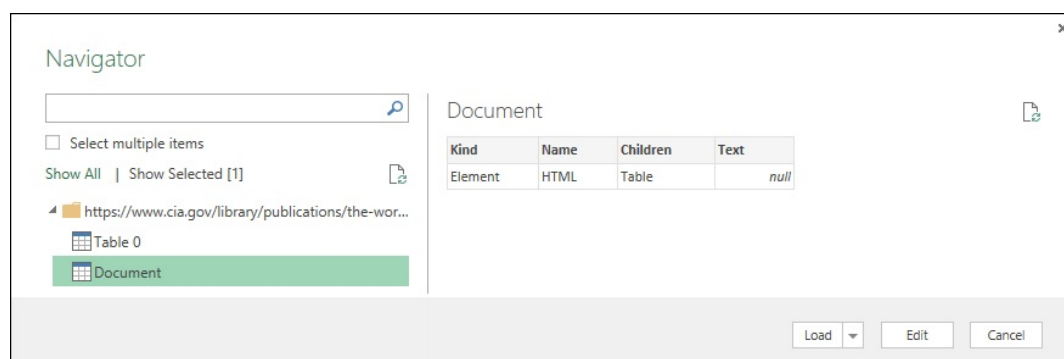 Navigator
Select multiple items
Show All | Show Selected [1]
https://www.cia.gov/library/publications/the-wor...
Table 0
Document
Document
Kind Name Children Text
Element HTML Table null
Load Edit Cancel